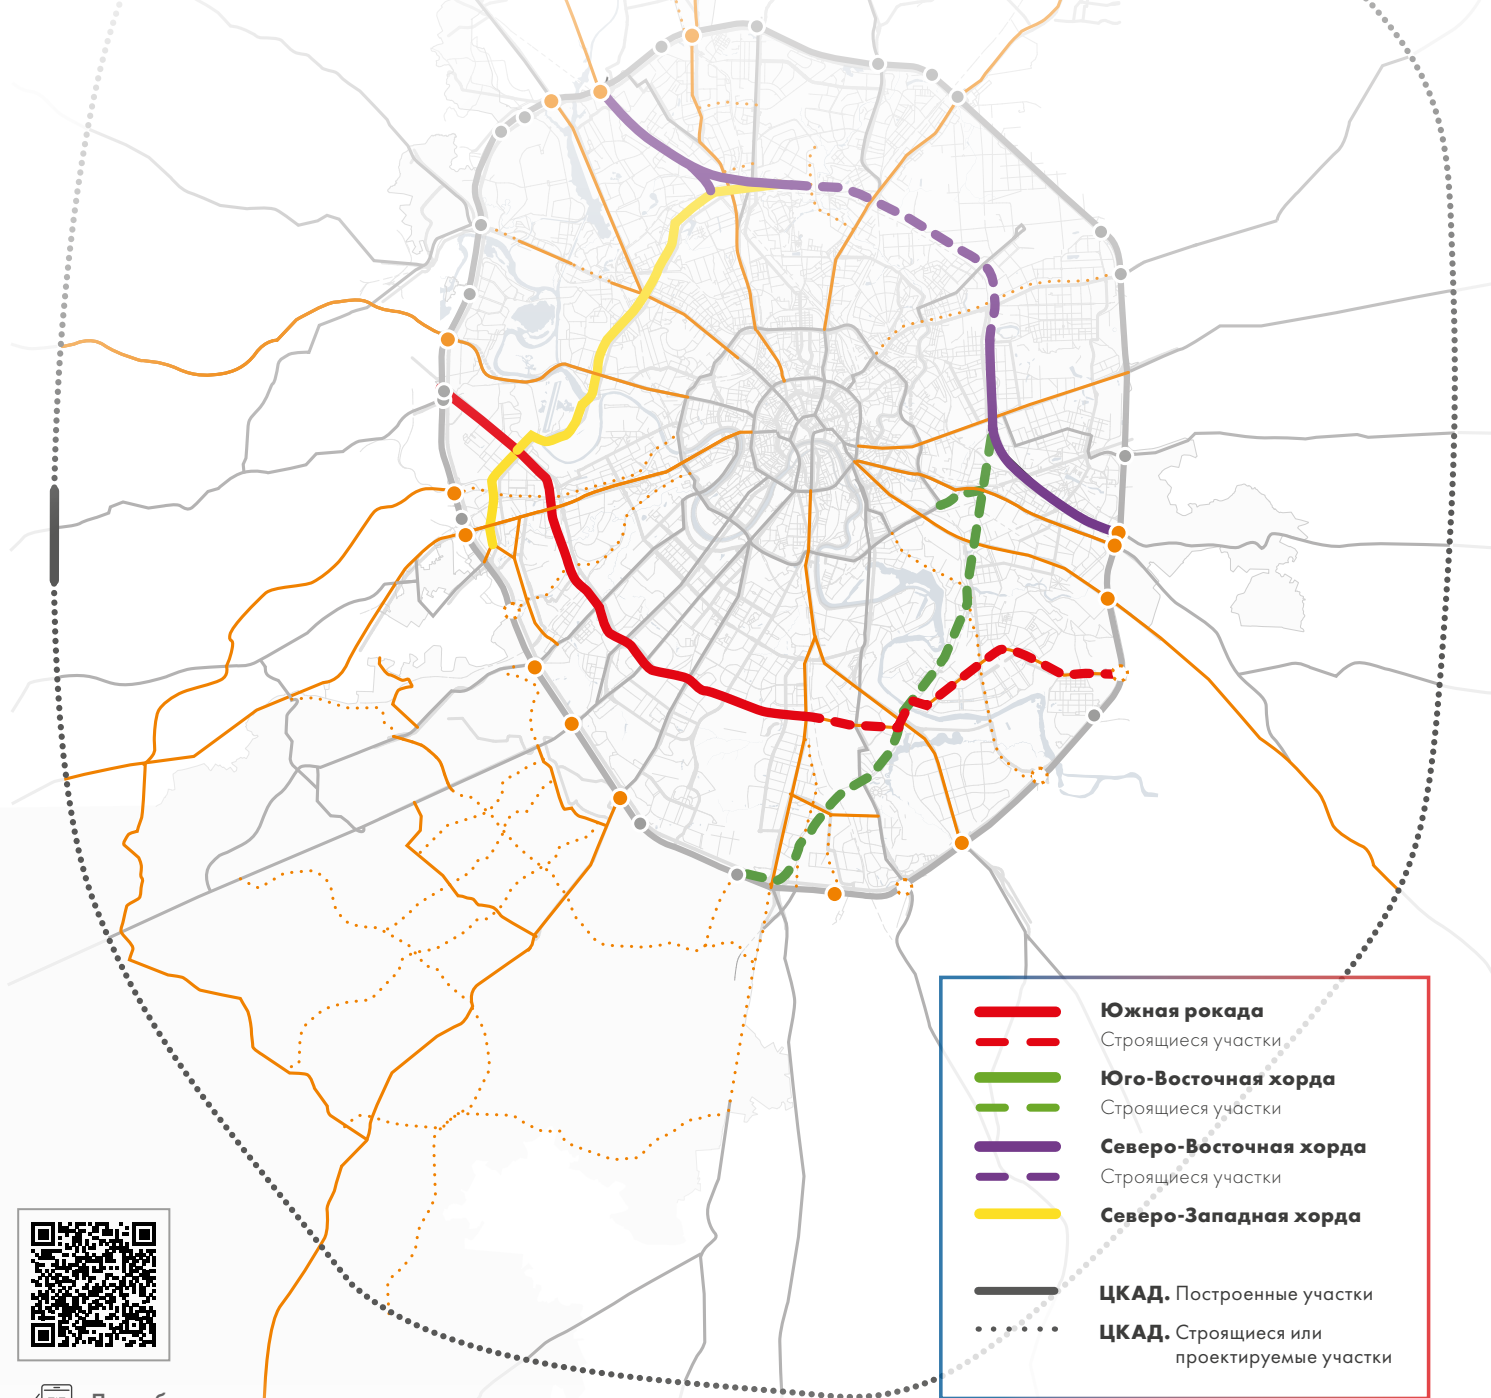 Южная рокада
Строящиеся участки
Юго-Восточная хорда
Строящиеся участки
Северо-Восточная хорда
Строящиеся участки
Северо-Западная хорда
ЦКАД. Построенные участки
ЦКАД. Строящиеся или
проектируемые участки